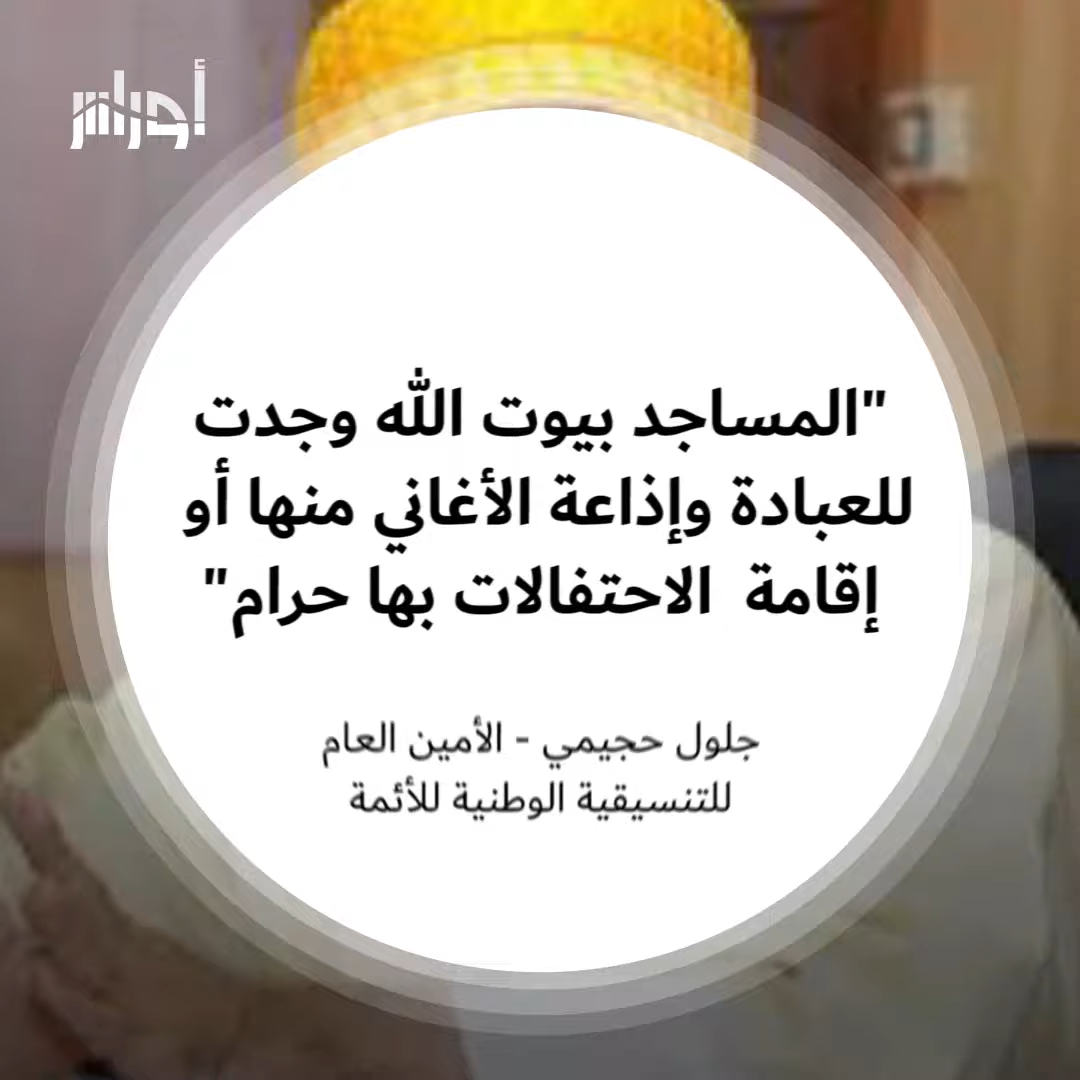 أوراس
"المساجد بيوت الله وجدت
للعبادة وإذاعة الأغاني منها أو
إقامة الاحتفالات بها حرام"
جلول حجيمي - الأمين العام
للتنسيقية الوطنية للأئمة